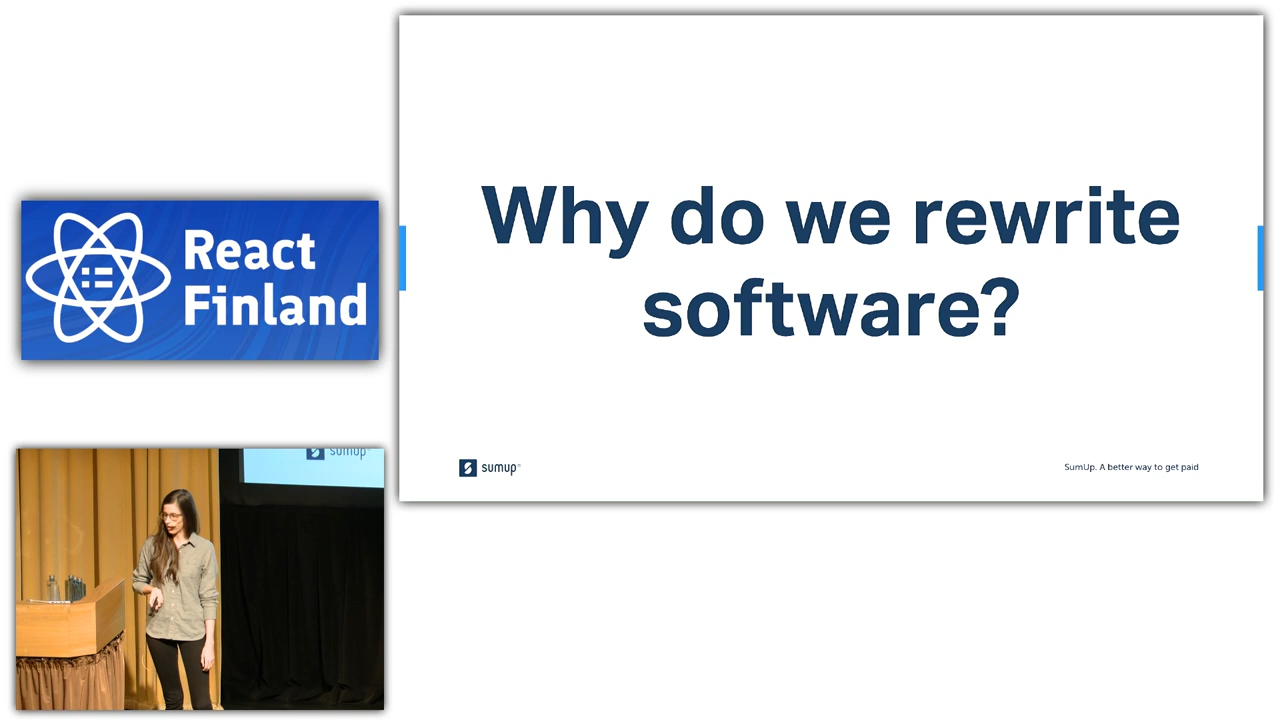 Why do we rewrite
software?
React
Finland
sumup®
SumUp. A better way to get paid
sumup®